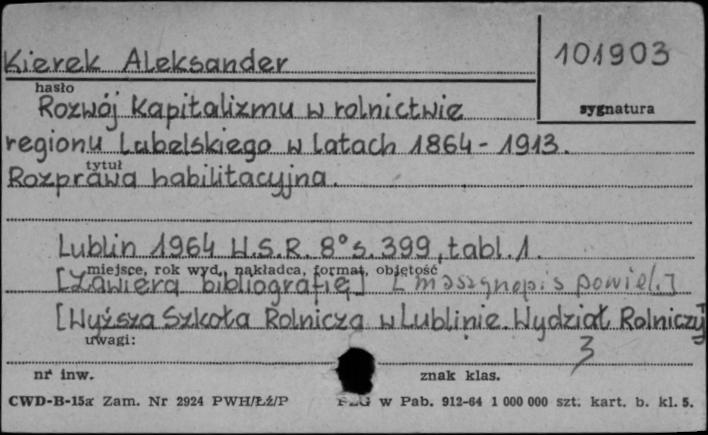 Kierek Aleksander
101903
hasło
sygnatura
Rozwój kapitalizmu w rolnictwie
regionu Lubelskiego w latach 1864-1913.
tytuł
Rozprawa habilitacyjna.
Lublin 1964 W.S.R. 8° s. 399, tabl. 1.
miejsce, rok wyd., nakładca, format, objętość
[Zawiera bibliografię] [maszynopis powiel.]
[Wyższa Szkoła Rolnicza w Lublinie. Wydział Rolniczy]
uwagi:
3
nr inw.
znak klas.
CWD-B-15a Zam. Nr 2924 PWH/Łź/P
w Pab. 912-64 1 000 000 szt. kart. b. kl. 5.